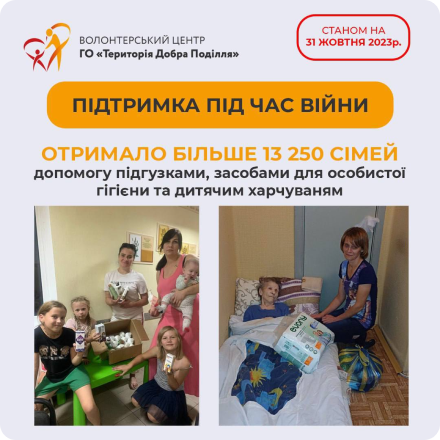 ВОЛОНТЕРСЬКИЙ ЦЕНТР
ГО «Територія Добра Поділля»
СТАНОМ НА
31 ЖОВТНЯ 2023р.
ПІДТРИМКА ПІД ЧАС ВІЙНИ
ОТРИМАЛО БІЛЬШЕ 13 250 СІМЕЙ
допомогу підгузками, засобами для особистої
гігієни та дитячим харчуваням